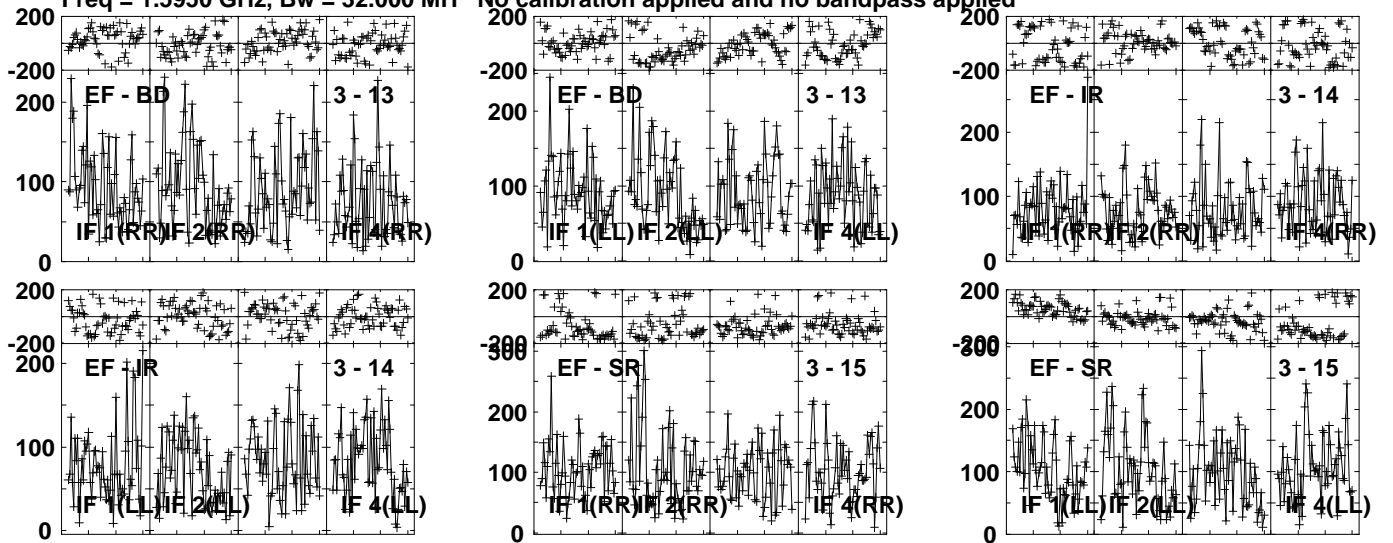 Freq = 1.5950 GHz, Bw = 32.000 MH No calibration applied and no bandpass applied
200 200 200
-200 -200 -200
EF - BD 3 - 13 EF - BD 3 - 13 EF - IR 3 - 14
200 200 200
100 100 100
IF 1(RR) IF 2(RR) IF 4(RR) IF 1(LL) IF 2(LL) IF 4(LL) IF 1(RR) IF 2(RR) IF 4(RR)
0 0 0
200 200 200
-200 -200 -200
300 300
EF - IR 3 - 14 EF - SR 3 - 15 EF - SR 3 - 15
200 200 200
100 100 100
IF 1(LL) IF 2(LL) IF 4(LL) IF 1(RR) IF 2(RR) IF 4(RR) IF 1(LL) IF 2(LL) IF 4(LL)
0 0 0